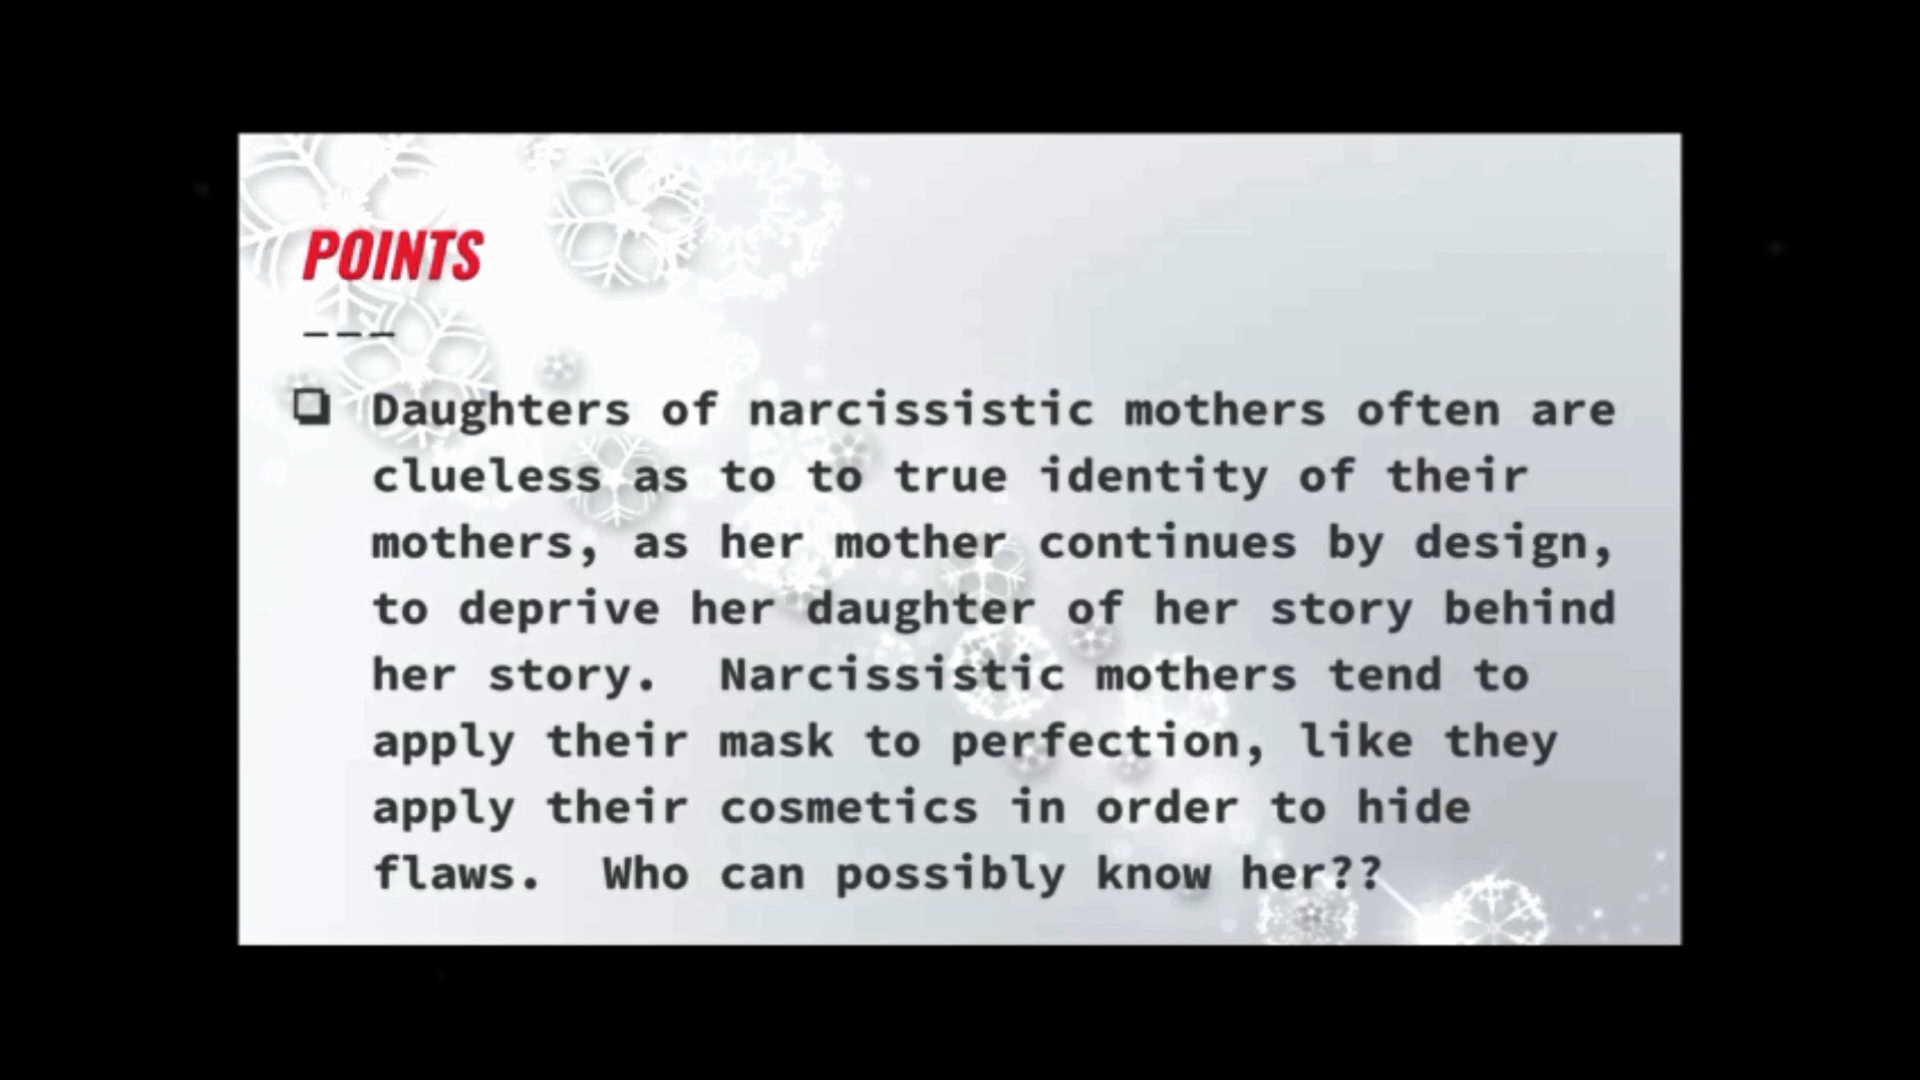 POINTS
---
❑ Daughters of narcissistic mothers often are
clueless as to to true identity of their
mothers, as her mother continues by design,
to deprive her daughter of her story behind
her story.  Narcissistic mothers tend to
apply their mask to perfection, like they
apply their cosmetics in order to hide
flaws.  Who can possibly know her??